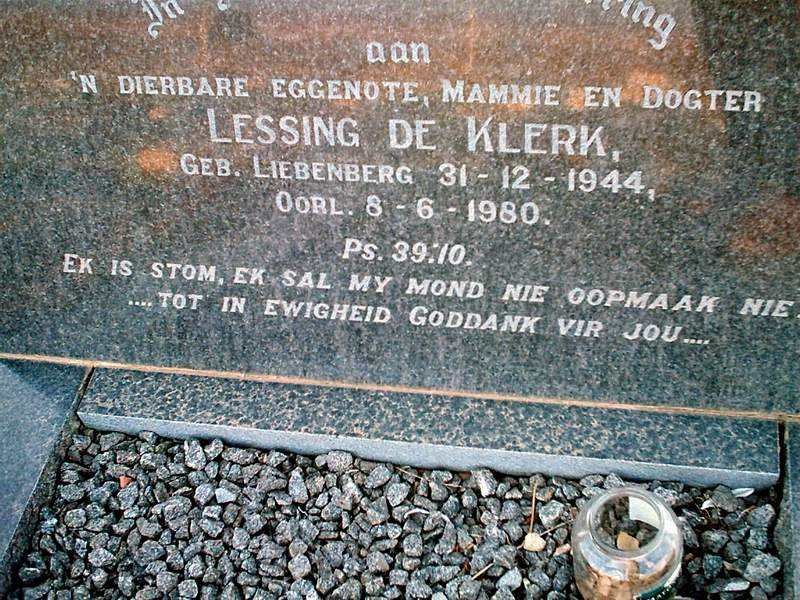 In
aan
'N DIERBARE EGGENOTE, MAMMIE EN DOGTER
LESSING DE KLERK,
GEB. LIEBENBERG 31-12-1944,
OORL. 8-6-1980.
PS. 39:10.
EK IS STOM, EK SAL MY MOND NIE OOPMAAK NIE.
....TOT IN EWIGHEID GODDANK VIR JOU....